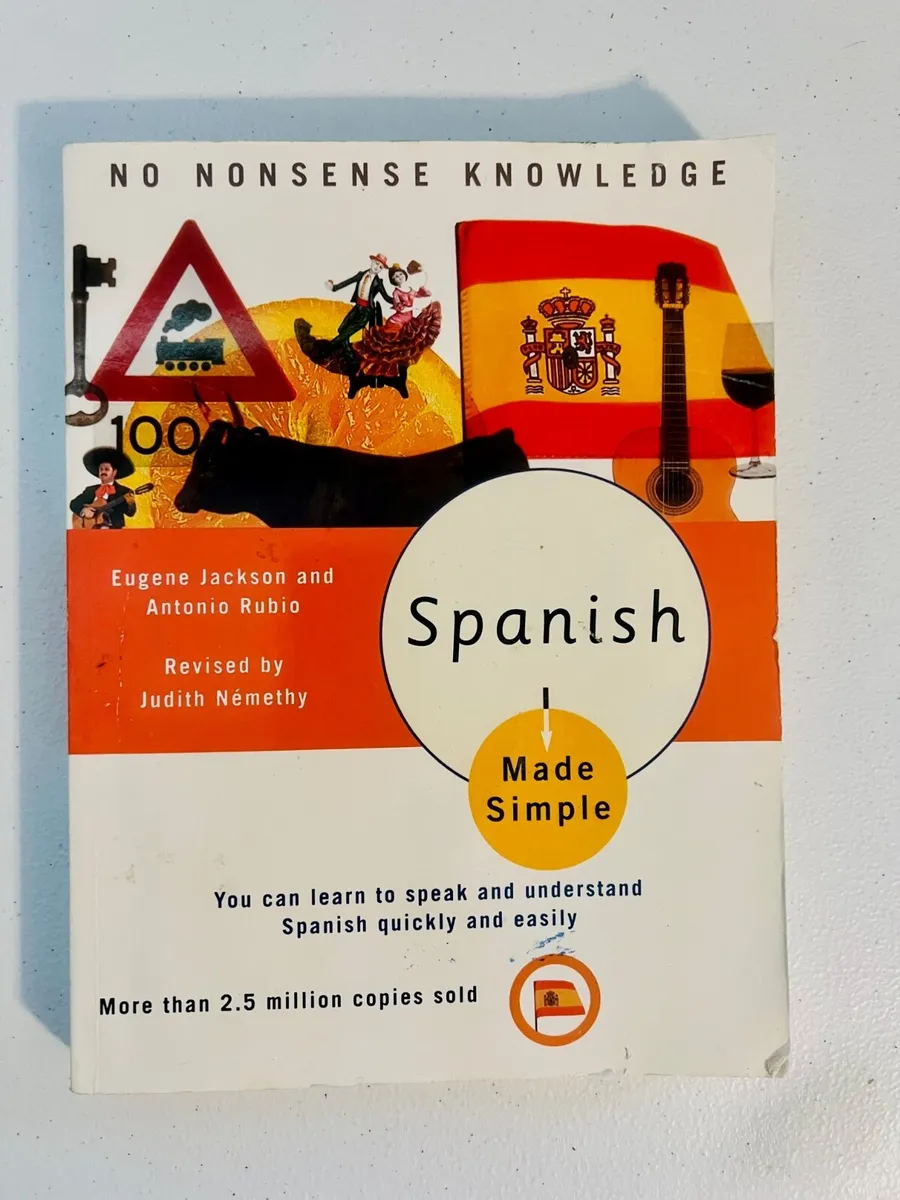 NO NONSENSE KNOWLEDGE
100
Eugene Jackson and
Antonio Rubio
Revised by
Judith Némethy
Spanish
Made
Simple
You can learn to speak and understand
Spanish quickly and easily
More than 2.5 million copies sold